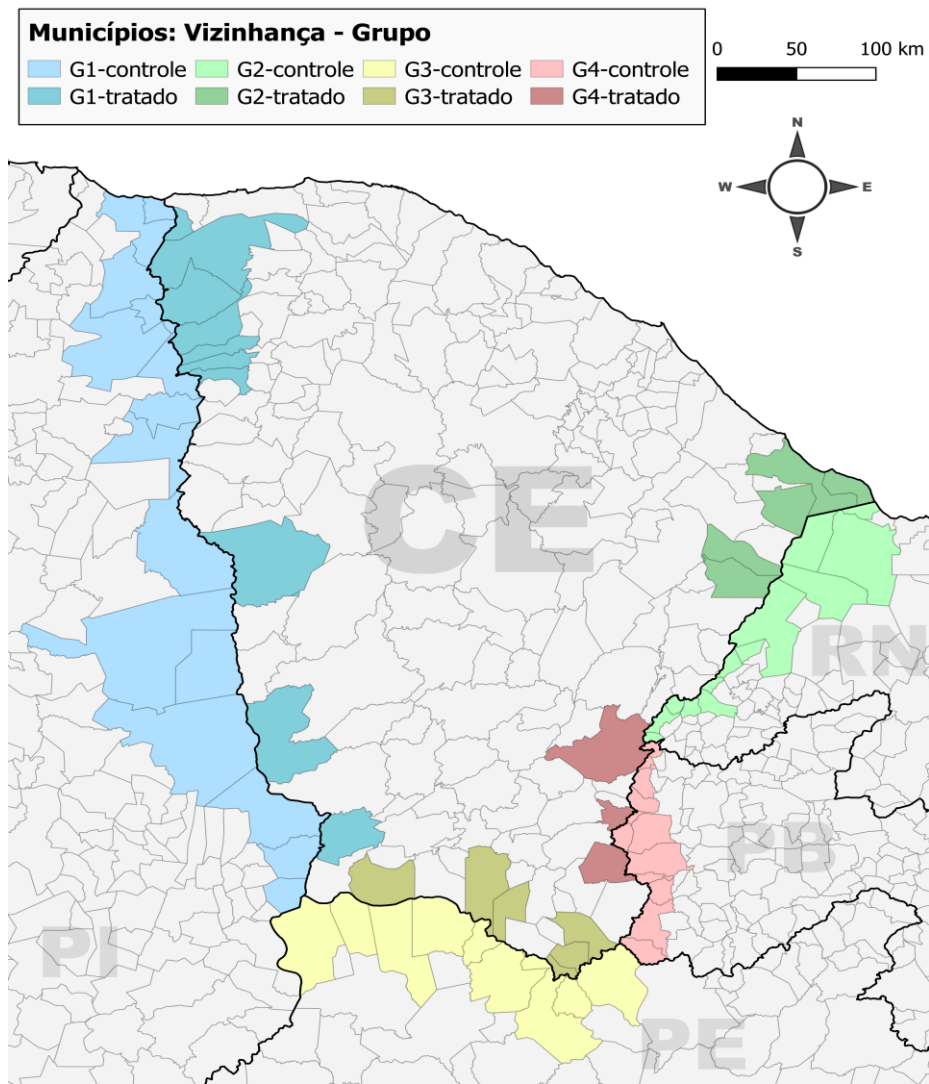 Municípios: Vizinhança - Grupo
G1-controle G2-controle G3-controle G4-controle
G1-tratado G2-tratado G3-tratado G4-tratado
0 50 100 km
N
W E
S
CE
RN
PB
PI
PE